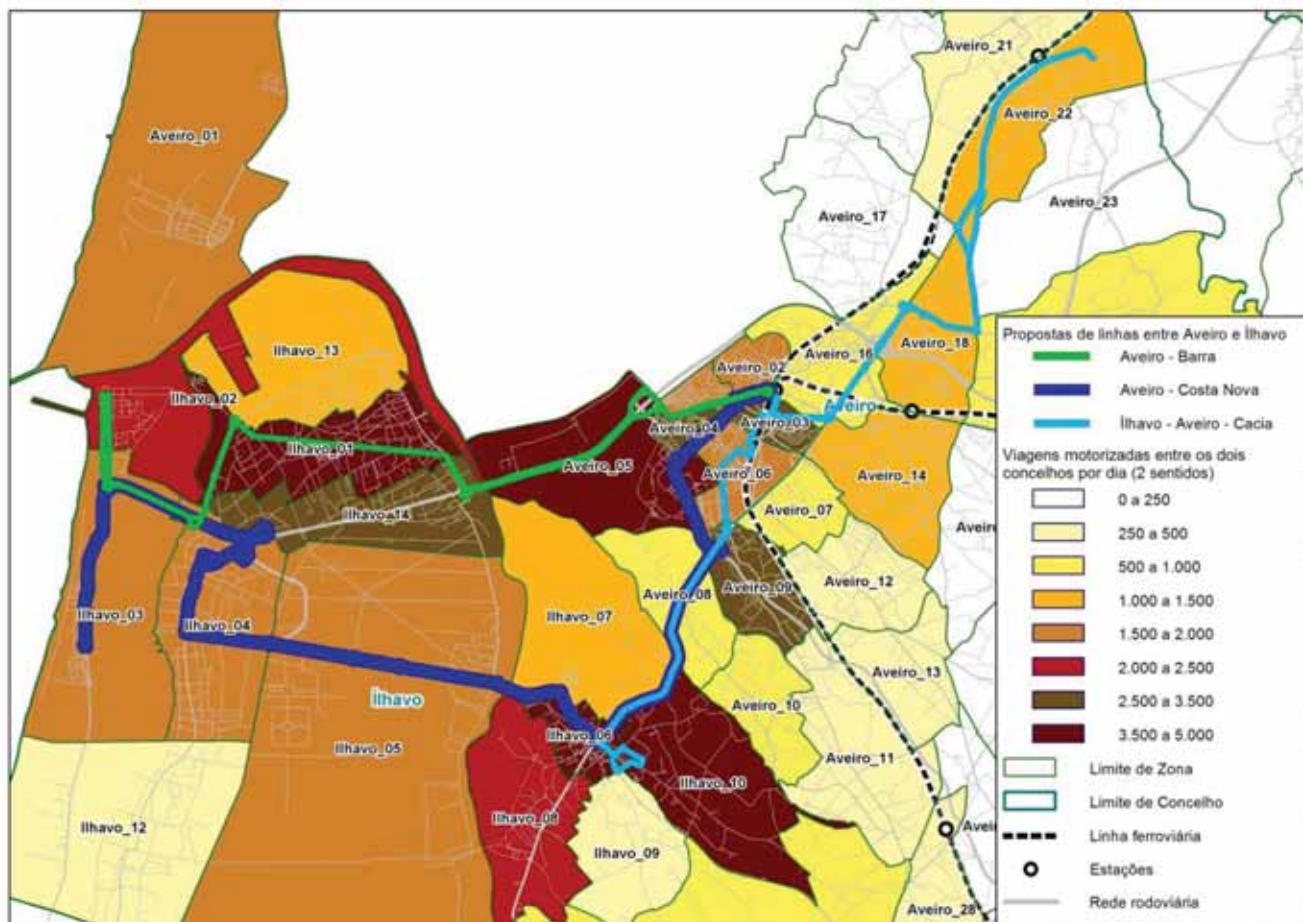 Aveiro_21
Aveiro_01
Aveiro_22
Aveiro_17
Aveiro_23
Ilhavo_13
Ilhavo_02
Aveiro_02
Aveiro_16
Aveiro_18
Aveiro
Ilhavo_01
Aveiro_04
Aveiro_03
Aveiro_05
Aveiro_06
Aveiro_14
Ilhavo_14
Aveiro_07
Aveiro_12
Aveiro_09
Aveiro_08
Ilhavo_03
Ilhavo_04
Ilhavo_07
Aveiro_13
Ílhavo
Aveiro_10
Ilhavo_06
Ilhavo_05
Aveiro_11
Ilhavo_10
Ilhavo_12
Ilhavo_08
Ilhavo_09
Aveiro_28
Propostas de linhas entre Aveiro e Ílhavo
Aveiro - Barra
Aveiro - Costa Nova
Ílhavo - Aveiro - Cacia
Viagens motorizadas entre os dois
concelhos por dia (2 sentidos)
0 a 250
250 a 500
500 a 1.000
1.000 a 1.500
1.500 a 2.000
2.000 a 2.500
2.500 a 3.500
3.500 a 5.000
Limite de Zona
Limite de Concelho
Linha ferroviária
Estações
Rede rodoviária